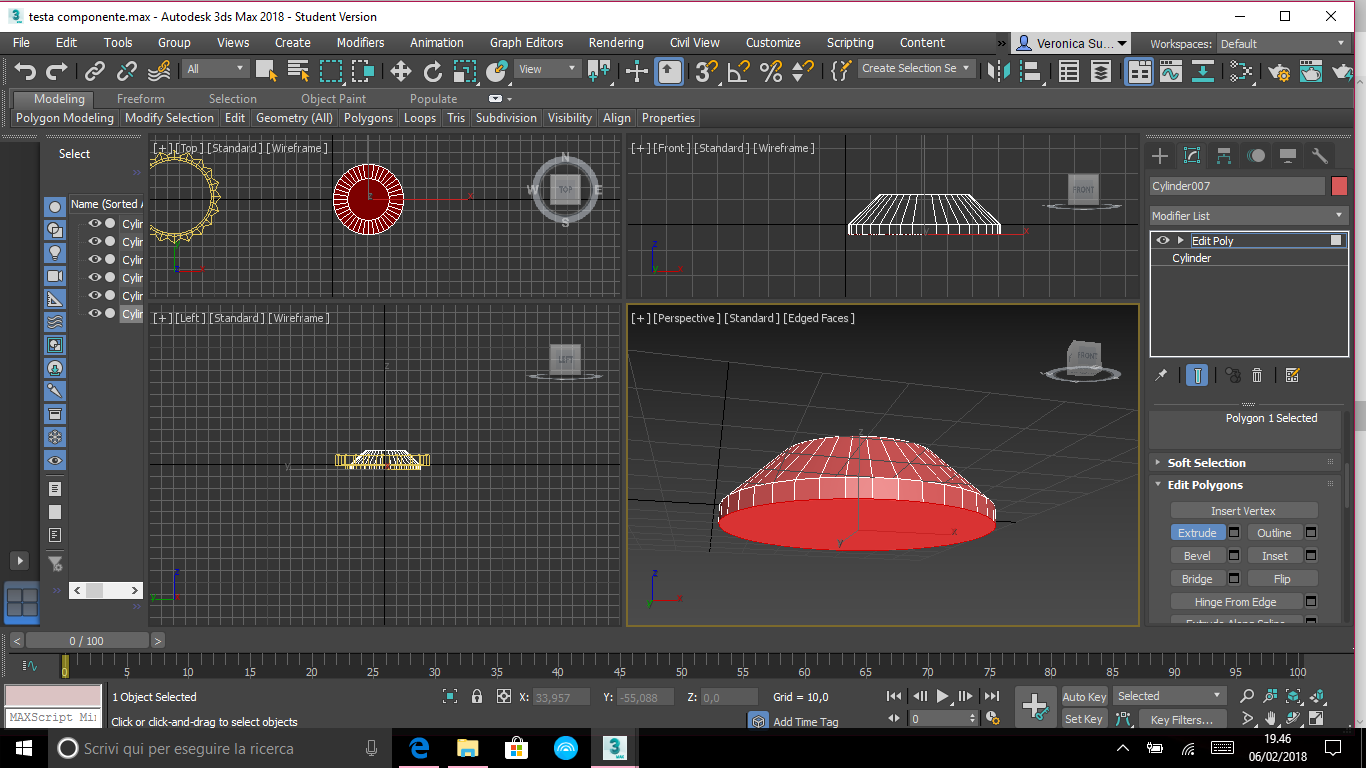 testa componente.max - Autodesk 3ds Max 2018 - Student Version
File Edit Tools Group Views Create Modifiers Animation Graph Editors Rendering Civil View Customize Scripting Content » Veronica Su... Workspaces: Default
All View 3 Create Selection Se
Modeling Freeform Selection Object Paint Populate
Polygon Modeling Modify Selection Edit Geometry (All) Polygons Loops Tris Subdivision Visibility Align Properties
Select
Name (Sorted A
Cylin
Cylin
Cylin
Cylin
Cylin
Cylin
[+] [Top] [Standard] [Wireframe]
N
W TOP E
S
z x
[+] [Front] [Standard] [Wireframe]
FRONT
z
y x
[+] [Left] [Standard] [Wireframe]
LEFT
z
y
z
y
[+] [Perspective] [Standard] [Edged Faces]
FRONT
z
x
y
z
y
Cylinder007
Modifier List
Edit Poly
Cylinder
Polygon 1 Selected
Soft Selection
Edit Polygons
Insert Vertex
Extrude Outline
Bevel Inset
Bridge Flip
Hinge From Edge
Extrude Along Spline
< 0 / 100 >
0 5 10 15 20 25 30 35 40 45 50 55 60 65 70 75 80 85 90 95 100
1 Object Selected X: 33,957 Y: -55,088 Z: 0,0 Grid = 10,0 Auto Key Selected
MAXScript Mi Click or click-and-drag to select objects Add Time Tag 0 Set Key Key Filters...
Scrivi qui per eseguire la ricerca
3
MAX
19.46
06/02/2018